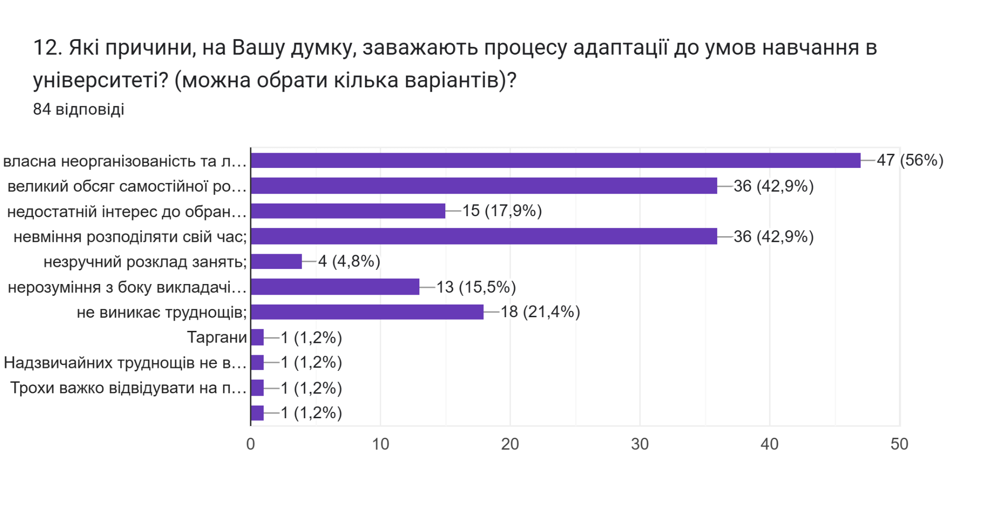 12. Які причини, на Вашу думку, заважають процесу адаптації до умов навчання в
університеті? (можна обрати кілька варіантів)?
84 відповіді
власна неорганізованість та л… 47 (56%)
великий обсяг самостійної ро… 36 (42,9%)
недостатній інтерес до обран… 15 (17,9%)
невміння розподіляти свій час; 36 (42,9%)
незручний розклад занять; 4 (4,8%)
нерозуміння з боку викладачі… 13 (15,5%)
не виникає труднощів; 18 (21,4%)
Таргани 1 (1,2%)
Надзвичайних труднощів не в… 1 (1,2%)
Трохи важко відвідувати на п… 1 (1,2%)
1 (1,2%)
0 10 20 30 40 50